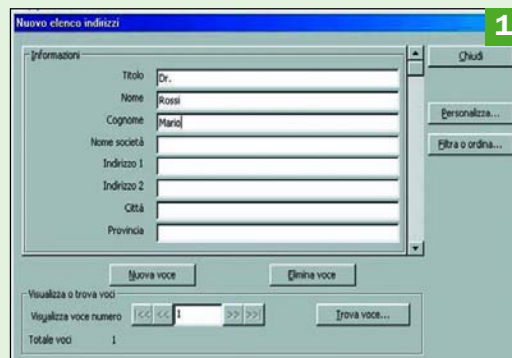 Nuovo elenco indirizzi
1
Informazioni
Titolo Dr.
Nome Rossi
Cognome Mario
Nome società
Indirizzo 1
Indirizzo 2
Città
Provincia
Chiudi
Personalizza...
Filtra o ordina...
Nuova voce Elimina voce
Visualizza o trova voci
Visualizza voce numero |<< << 1 >> >>| Trova voce...
Totale voci 1